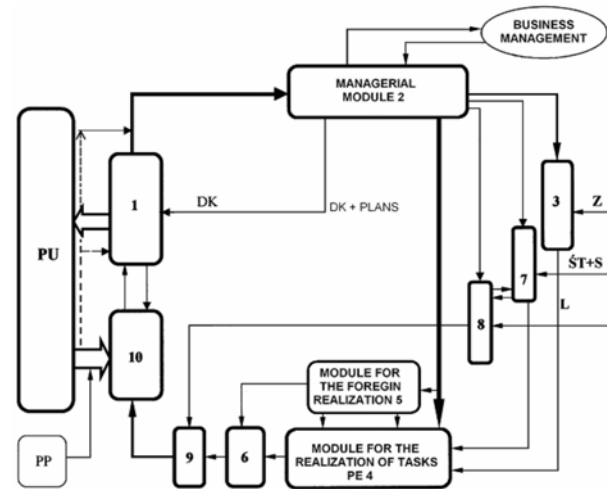 BUSINESS
MANAGEMENT
MANAGERIAL
MODULE 2
PU
1
DK
DK + PLANS
3
Z
7
ŚT+S
L
8
10
MODULE FOR
THE FOREGIN
REALIZATION 5
PP
9
6
MODULE FOR THE
REALIZATION OF TASKS
PE 4